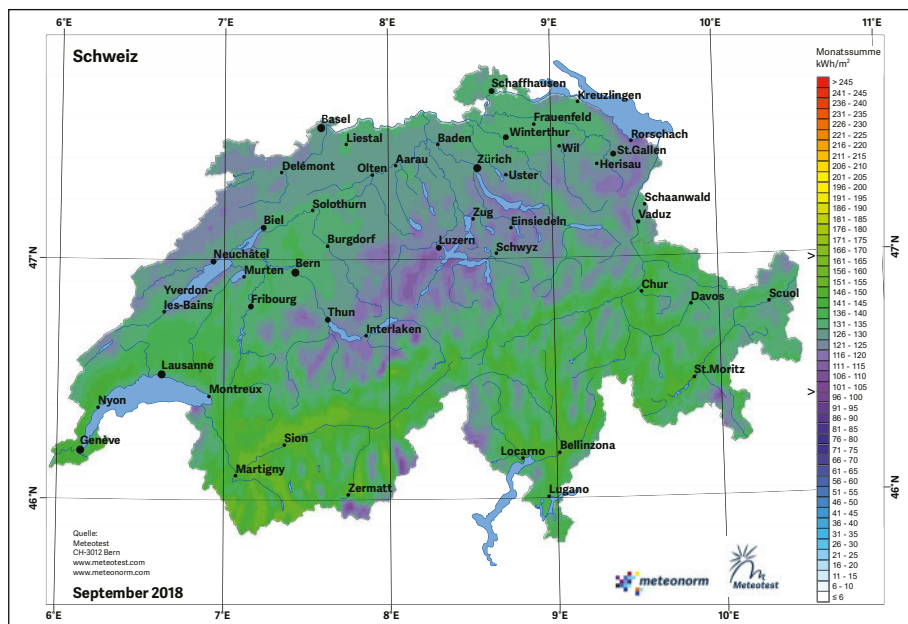 6°E
7°E
8°E
9°E
10°E
11°E
Schweiz
Monatssumme
kWh/m²
Schaffhausen
Kreuzlingen
Basel
Frauenfeld
Liestal
Baden
Winterthur
Rorschach
Wil
St.Gallen
Delémont
Olten
Aarau
Zürich
Herisau
Uster
Schaanwald
Solothurn
Vaduz
Biel
Zug
Einsiedeln
Burgdorf
Luzern
Schwyz
47°N
Neuchâtel
Murten
Bern
47°N
Yverdon-
les-Bains
Fribourg
Chur
Davos
Scuol
Thun
Interlaken
Lausanne
St.Moritz
Nyon
Montreux
Genève
Sion
Locarno
Bellinzona
Martigny
Zermatt
Lugano
46°N
46°N
> 245
241 - 245
236 - 240
231 - 235
226 - 230
221 - 225
216 - 220
211 - 215
206 - 210
201 - 205
196 - 200
191 - 195
186 - 190
181 - 185
176 - 180
171 - 175
166 - 170
161 - 165
156 - 160
151 - 155
146 - 150
141 - 145
136 - 140
131 - 135
126 - 130
121 - 125
116 - 120
111 - 115
106 - 110
101 - 105
96 - 100
91 - 95
86 - 90
81 - 85
76 - 80
71 - 75
66 - 70
61 - 65
56 - 60
51 - 55
46 - 50
41 - 45
36 - 40
31 - 35
26 - 30
21 - 25
16 - 20
11 - 15
6 - 10
≤ 6
Quelle:
Meteotest
CH-3012 Bern
www.meteotest.com
www.meteonorm.com
September 2018
meteonorm
Meteotest
6°E
7°E
8°E
9°E
10°E